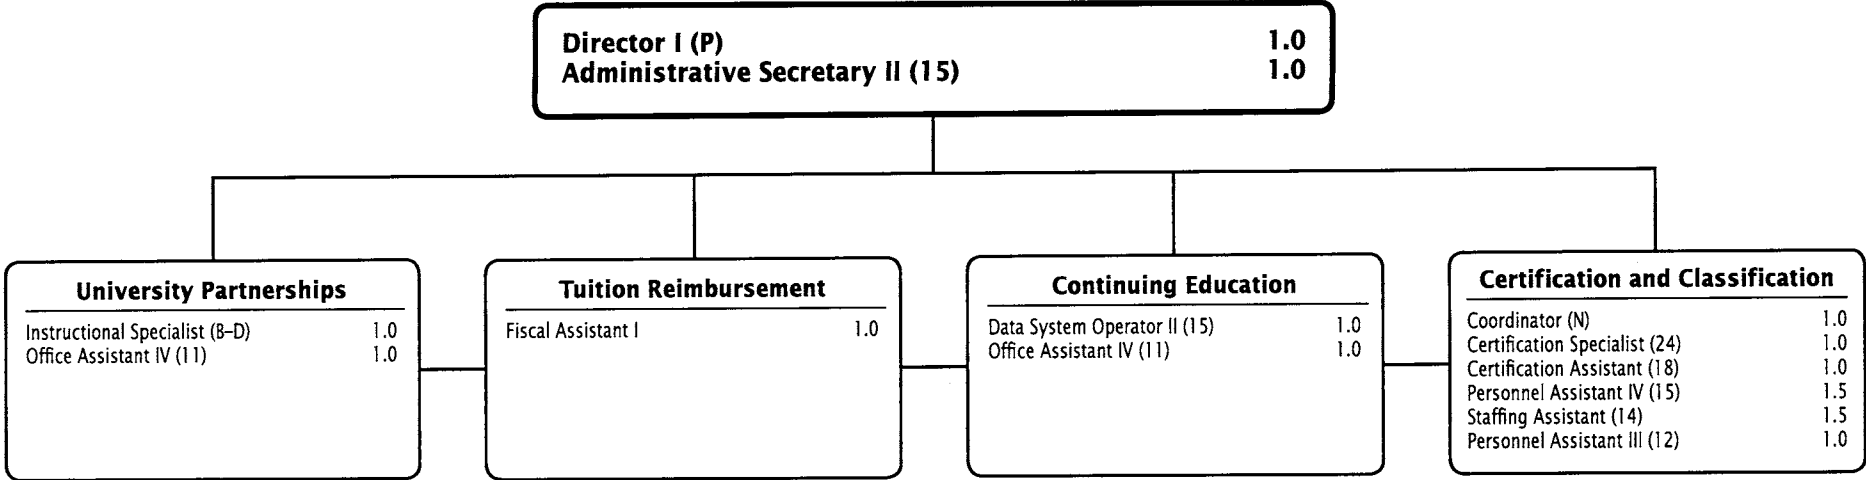 Director I (P) 1.0
Administrative Secretary II (15) 1.0
University Partnerships
Instructional Specialist (B–D) 1.0
Office Assistant IV (11) 1.0
Tuition Reimbursement
Fiscal Assistant I 1.0
Continuing Education
Data System Operator II (15) 1.0
Office Assistant IV (11) 1.0
Certification and Classification
Coordinator (N) 1.0
Certification Specialist (24) 1.0
Certification Assistant (18) 1.0
Personnel Assistant IV (15) 1.5
Staffing Assistant (14) 1.5
Personnel Assistant III (12) 1.0